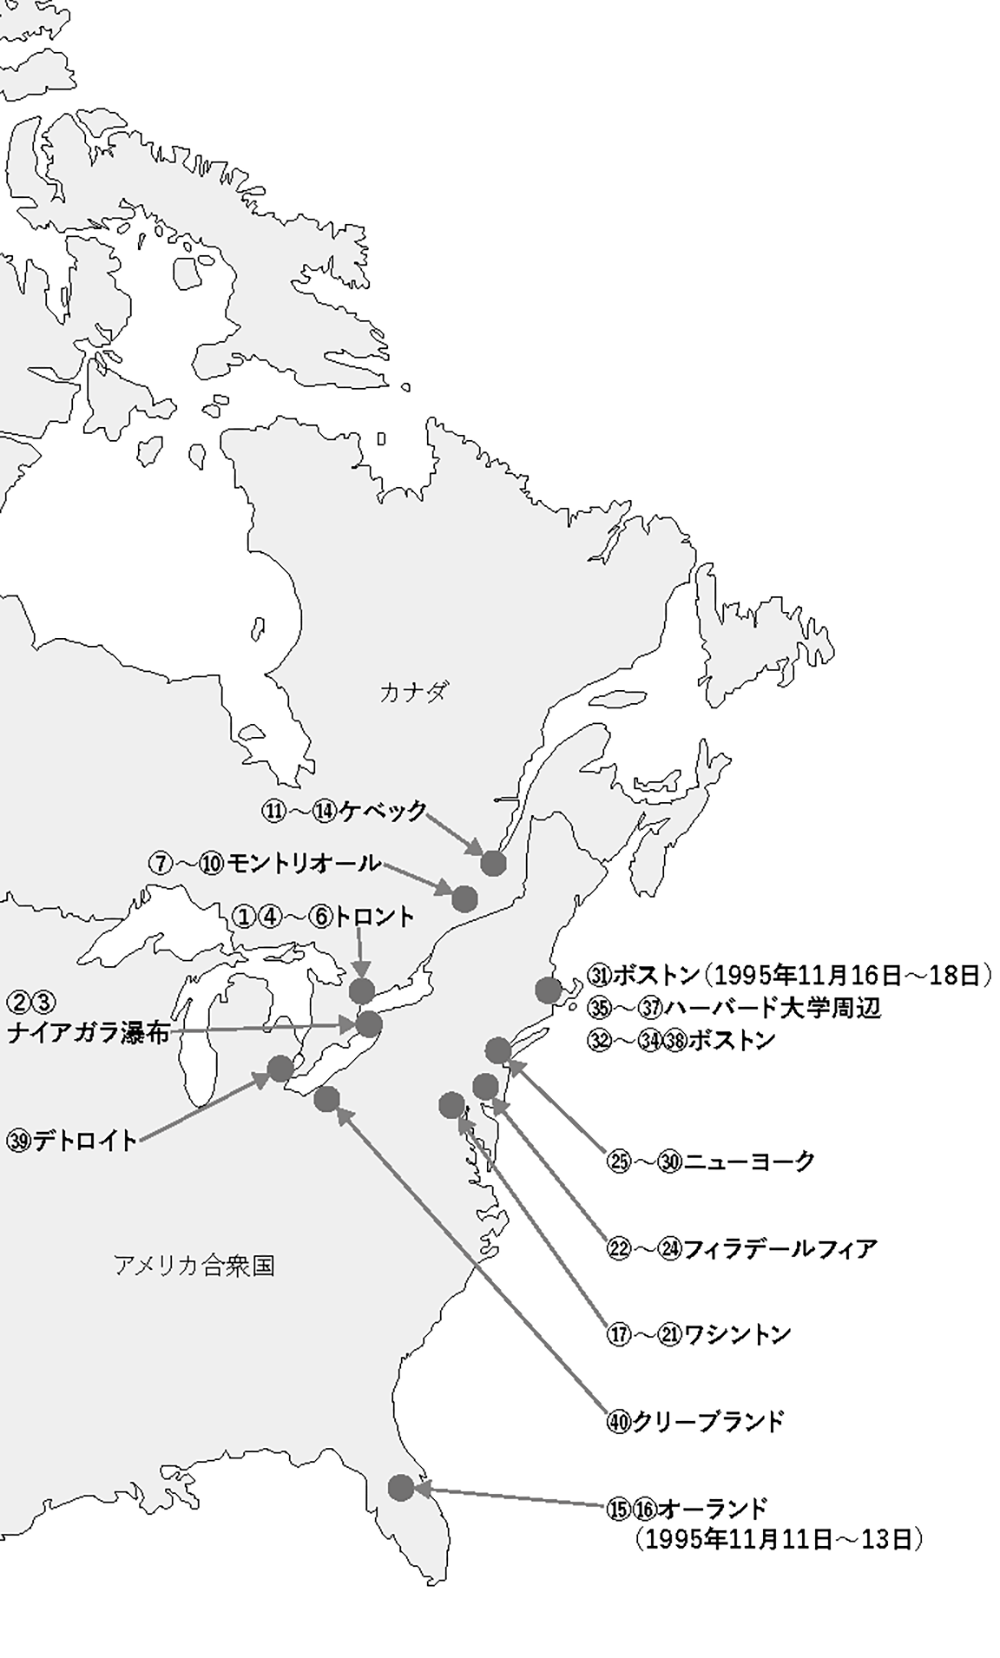 カナダ
⑪～⑭ケベック
⑦～⑩モントリオール
①④～⑥トロント
②③
ナイアガラ瀑布
㉛ボストン(1995年11月16日～18日)
㉟～㊲ハーバード大学周辺
㉜～㉞㊳ボストン
㊴デトロイト
㉕～㉚ニューヨーク
㉒～㉔フィラデールフィア
アメリカ合衆国
⑰～㉑ワシントン
㊵クリーブランド
⑮⑯オーランド
(1995年11月11日～13日)